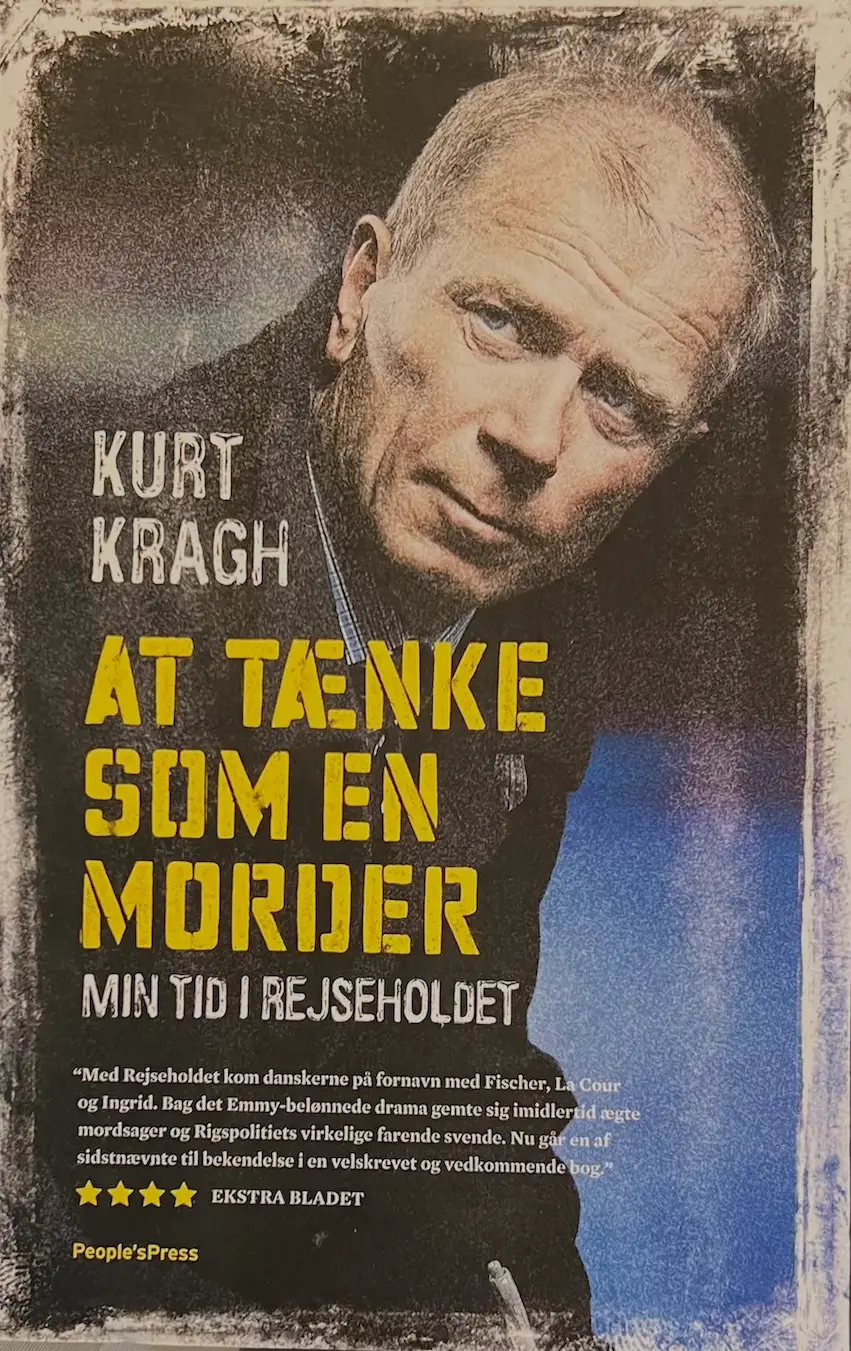 KURT
KRAGH
AT TÆNKE
SOM EN
MORDER
MIN TID I REJSEHOLDET
“Med Rejseholdet kom danskerne på fornavn med Fischer, La Cour
og Ingrid. Bag det Emmy-belønnede drama gemte sig imidlertid ægte
mordsager og Rigspolitiets virkelige farende svende. Nu går en af
sidstnævnte til bekendelse i en velskrevet og vedkommende bog.”
EKSTRA BLADET
People'sPress